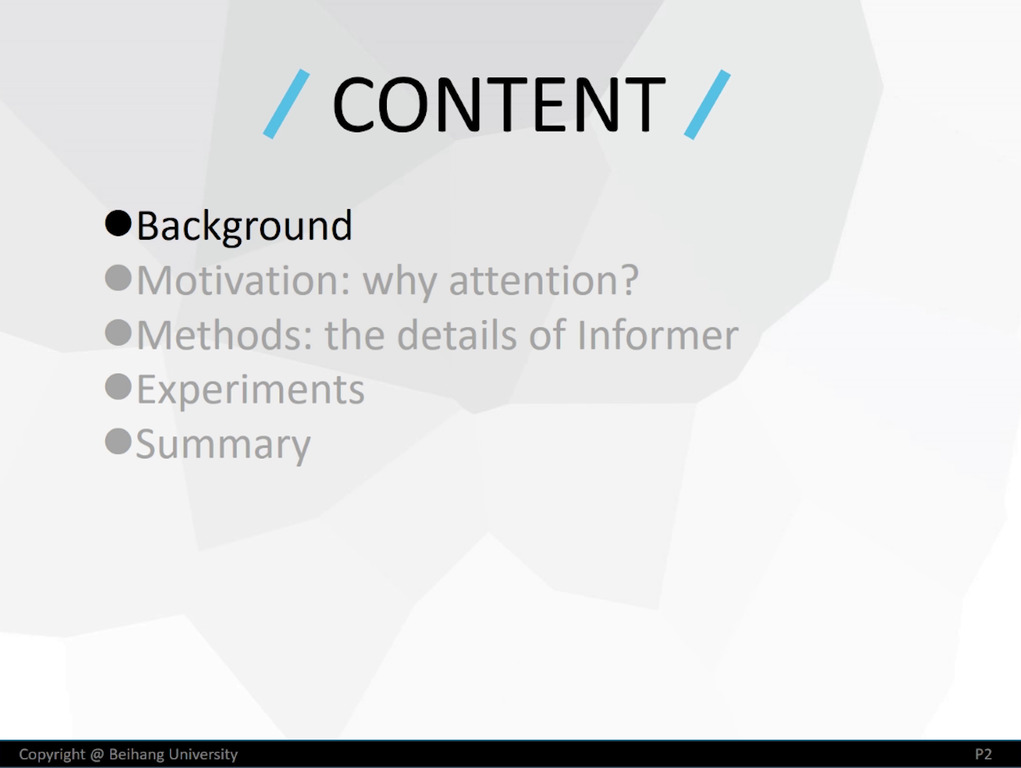 / CONTENT /
●Background
●Motivation: why attention?
●Methods: the details of Informer
●Experiments
●Summary
Copyright @ Beihang University
P2